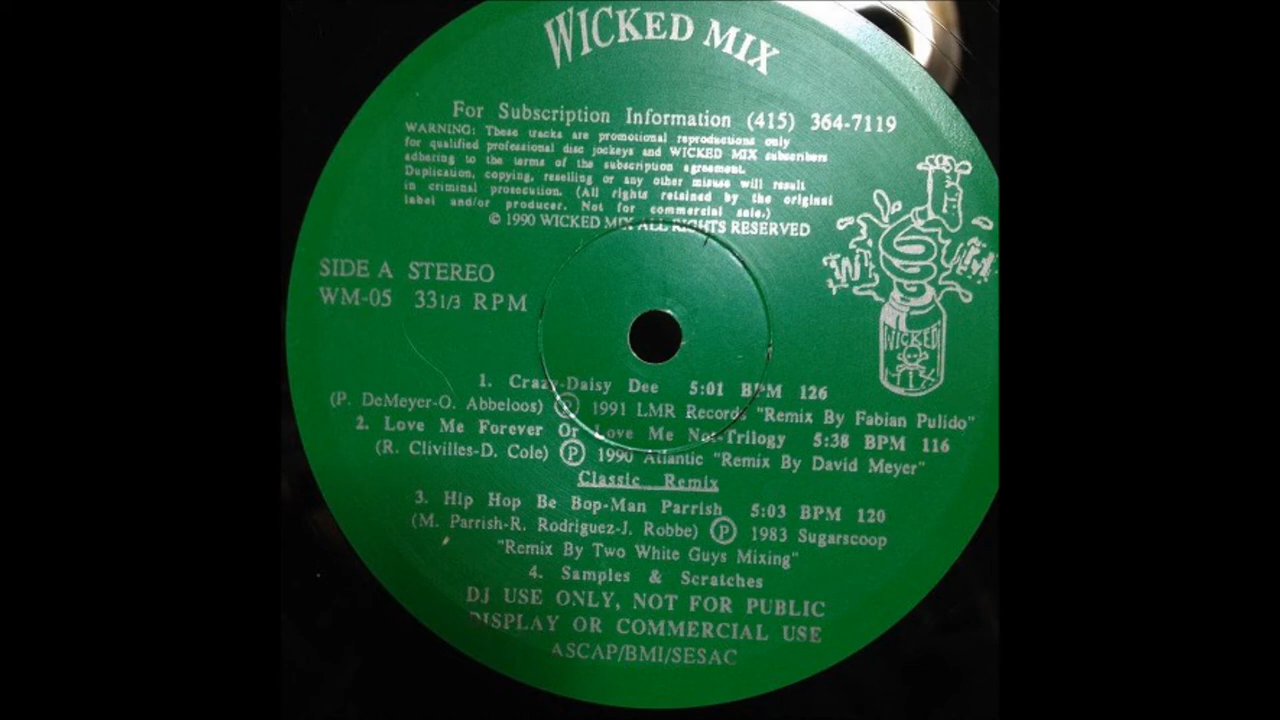 WICKED MIX
For Subscription Information (415) 364-7119
WARNING: These tracks are promotional reproductions only
for qualified professional disc jockeys and WICKED MIX subscribers
adhering to the terms of the subscription agreement.
Duplication, copying, reselling or any other misuse will result
in criminal prosecution. (All rights retained by the original
label and/or producer. Not for commercial sale.)
© 1990 WICKED MIX ALL RIGHTS RESERVED
SIDE A STEREO
WM-05 33 1/3 RPM
WICKED
MIX
1. Crazy-Daisy Dee 5:01 BPM 126
(P. DeMeyer-O. Abbeloos) Ⓟ 1991 LMR Records "Remix By Fabian Pulido"
2. Love Me Forever Or Love Me Not-Trilogy 5:38 BPM 116
(R. Clivilles-D. Cole) Ⓟ 1990 Atlantic "Remix By David Meyer"
Classic Remix
3. Hip Hop Be Bop-Man Parrish 5:03 BPM 120
(M. Parrish-R. Rodriguez-J. Robbe) Ⓟ 1983 Sugarscoop
"Remix By Two White Guys Mixing"
4. Samples & Scratches
DJ USE ONLY, NOT FOR PUBLIC
DISPLAY OR COMMERCIAL USE
ASCAP/BMI/SESAC